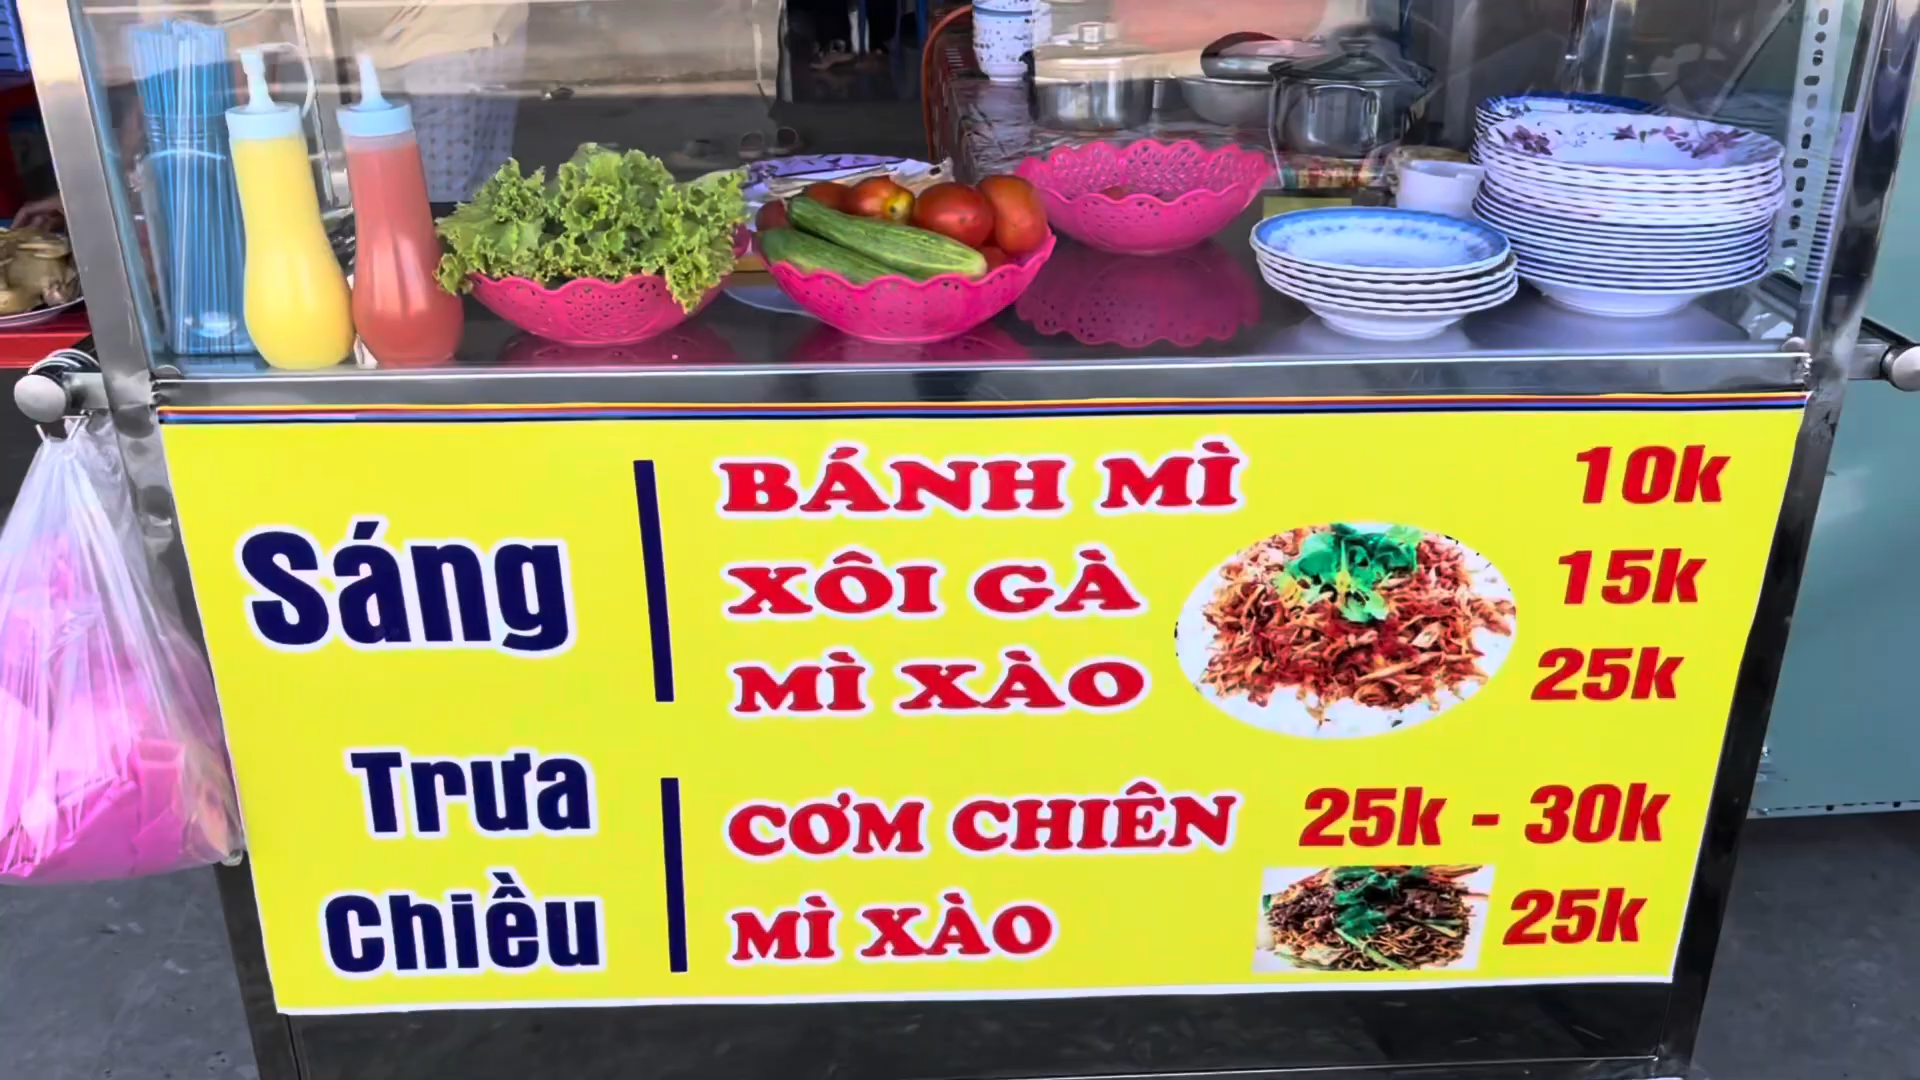 Sáng
BÁNH MÌ 10k
XÔI GÀ 15k
MÌ XÀO 25k
Trưa
Chiều
CƠM CHIÊN 25k - 30k
MÌ XÀO 25k